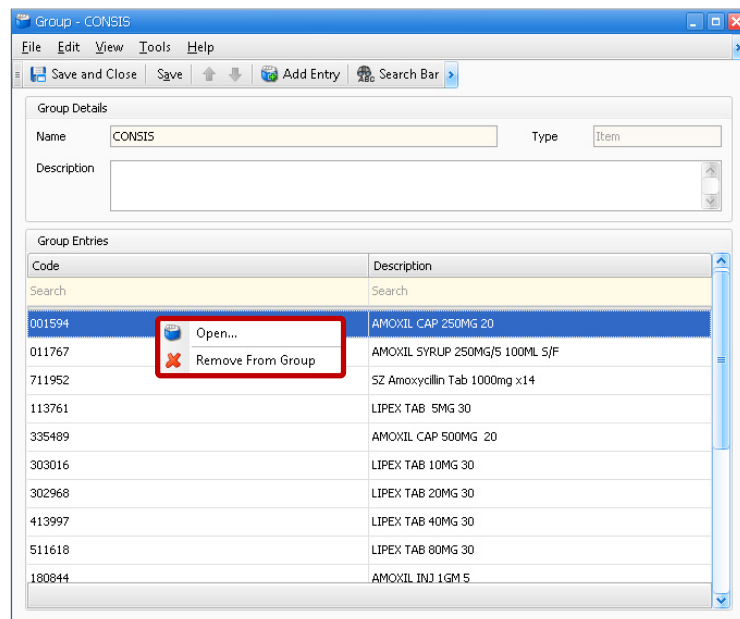 Group - CONSIS
File Edit View Tools Help
Save and Close Save Add Entry ABC Search Bar
Group Details
Name CONSIS Type Item
Description
Group Entries
Code Description
Search Search
001594 AMOXIL CAP 250MG 20
Open...
011767 AMOXIL SYRUP 250MG/5 100ML S/F
Remove From Group
711952 SZ Amoxycillin Tab 1000mg x14
113761 LIPEX TAB 5MG 30
335489 AMOXIL CAP 500MG 20
303016 LIPEX TAB 10MG 30
302968 LIPEX TAB 20MG 30
413997 LIPEX TAB 40MG 30
511618 LIPEX TAB 80MG 30
180844 AMOXIL INJ 1GM 5